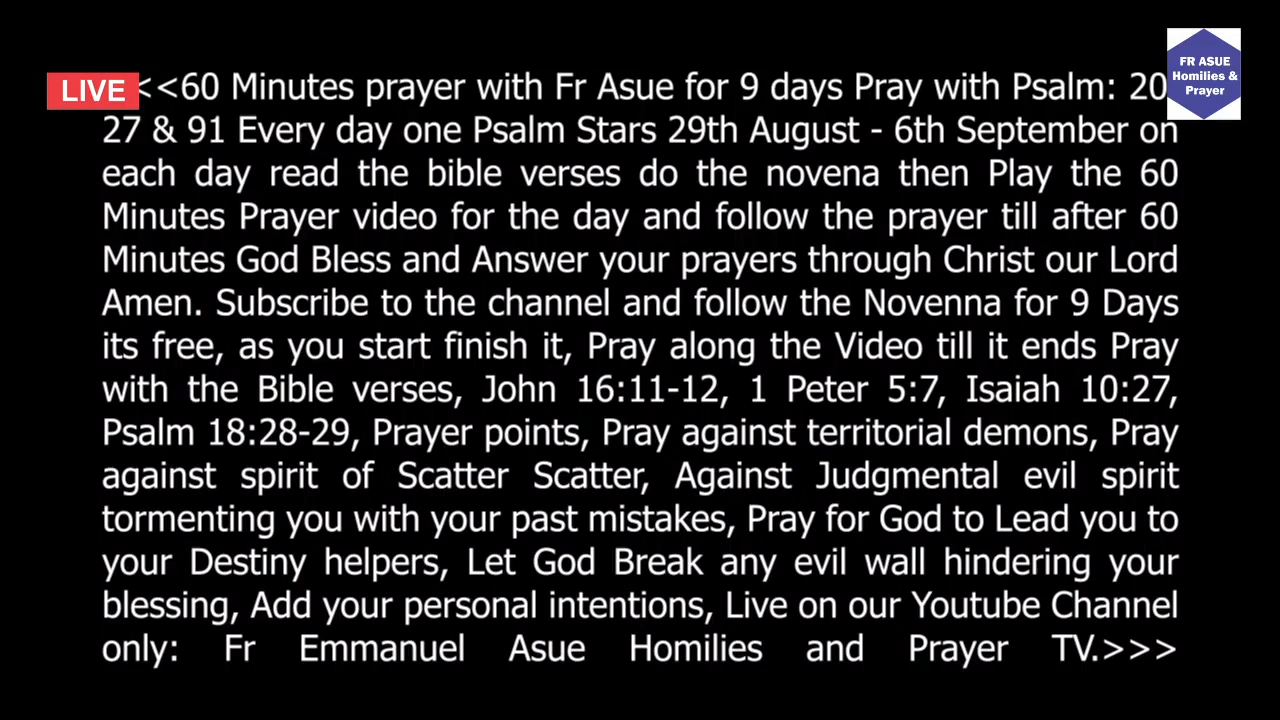 FR ASUE
Homilies &
Prayer
LIVE
<<60 Minutes prayer with Fr Asue for 9 days Pray with Psalm: 20
27 & 91 Every day one Psalm Stars 29th August - 6th September on
each day read the bible verses do the novena then Play the 60
Minutes Prayer video for the day and follow the prayer till after 60
Minutes God Bless and Answer your prayers through Christ our Lord
Amen. Subscribe to the channel and follow the Novenna for 9 Days
its free, as you start finish it, Pray along the Video till it ends Pray
with the Bible verses, John 16:11-12, 1 Peter 5:7, Isaiah 10:27,
Psalm 18:28-29, Prayer points, Pray against territorial demons, Pray
against spirit of Scatter Scatter, Against Judgmental evil spirit
tormenting you with your past mistakes, Pray for God to Lead you to
your Destiny helpers, Let God Break any evil wall hindering your
blessing, Add your personal intentions, Live on our Youtube Channel
only: Fr Emmanuel Asue Homilies and Prayer TV.>>>